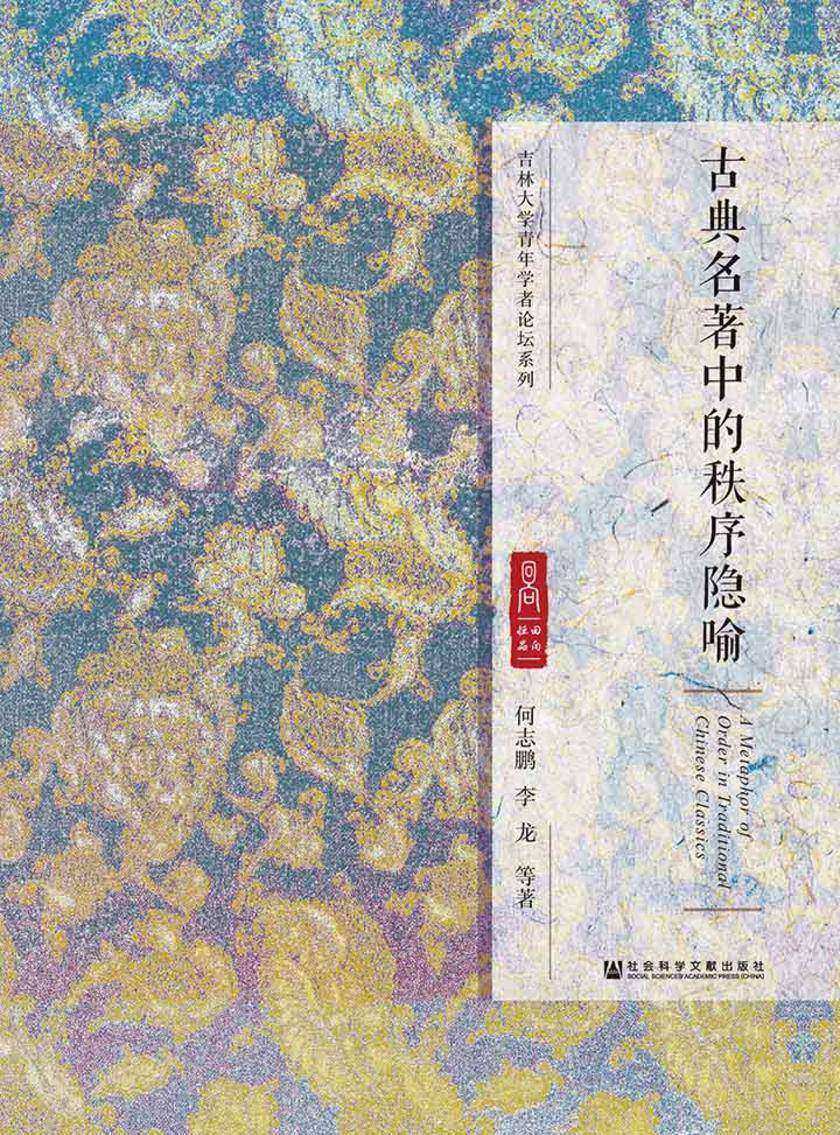 古典名著中的秩序隐喻
A Metaphor of
Order in Traditional
Chinese Classics
吉林大学青年学者论坛系列
田向
何志鹏 李 龙 等著
社会科学文献出版社
SOCIAL SCIENCES ACADEMIC PRESS (CHINA)